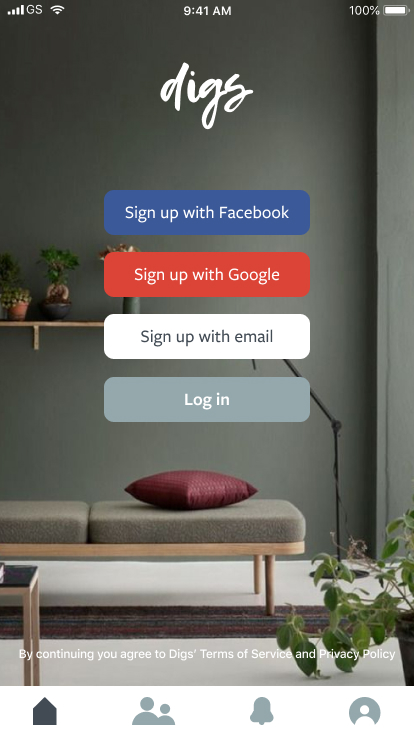 GS
9:41 AM
100%
digs
Sign up with Facebook
Sign up with Google
Sign up with email
Log in
By continuing you agree to Digs' Terms of Service and Privacy Policy